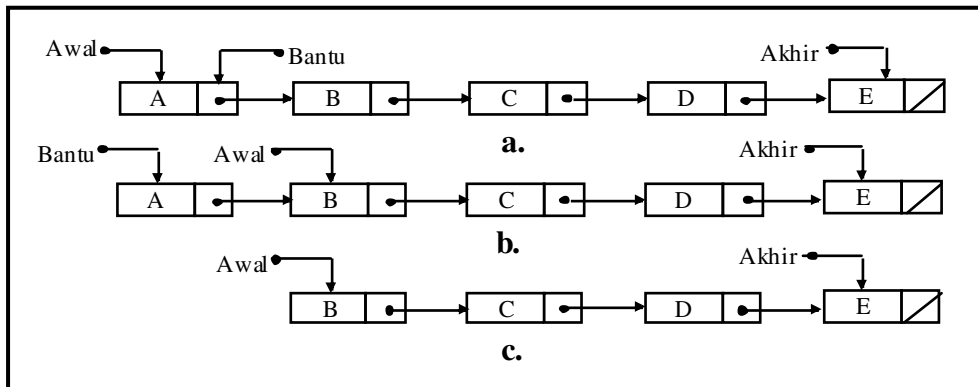 Awal Bantu Akhir
A B C D E
a.
Bantu Awal Akhir
A B C D E
b.
Awal Akhir
B C D E
c.